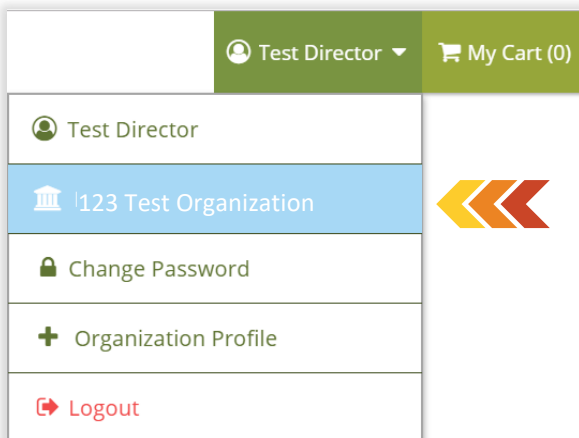 Test Director My Cart (0)
Test Director
123 Test Organization
Change Password
Organization Profile
Logout